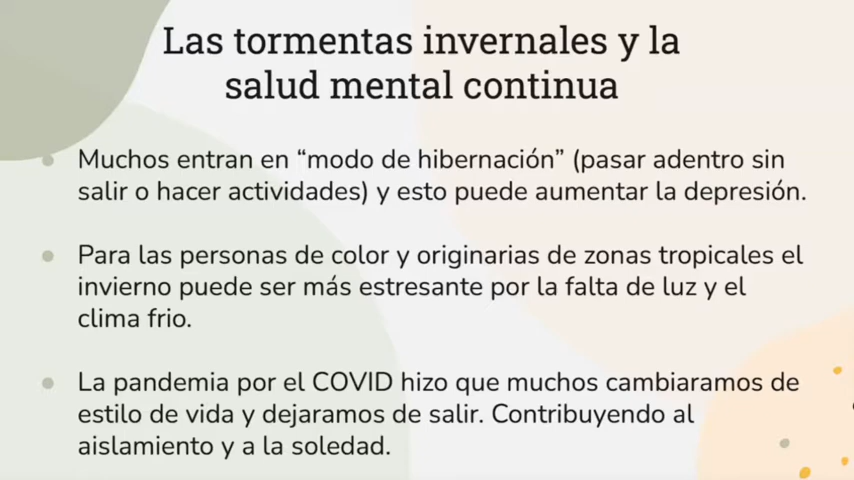 Las tormentas invernales y la
salud mental continua
Muchos entran en “modo de hibernación” (pasar adentro sin
salir o hacer actividades) y esto puede aumentar la depresión.
Para las personas de color y originarias de zonas tropicales el
invierno puede ser más estresante por la falta de luz y el
clima frio.
La pandemia por el COVID hizo que muchos cambiaramos de
estilo de vida y dejaramos de salir. Contribuyendo al
aislamiento y a la soledad.